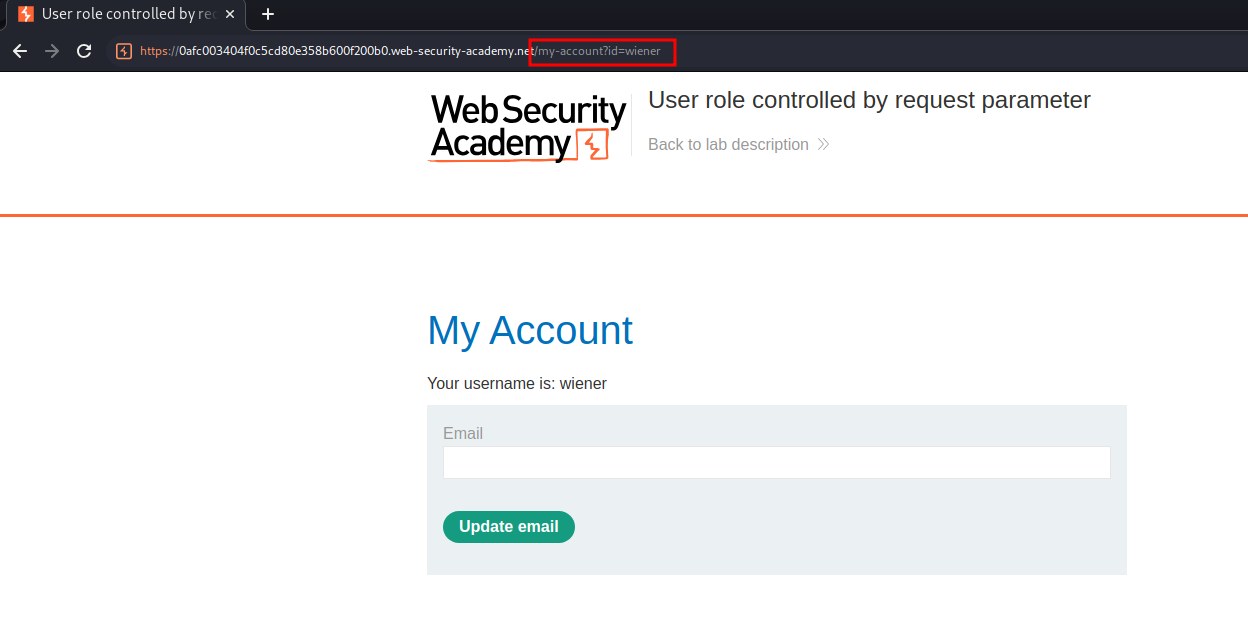 User role controlled by re
https://0afc003404f0c5cd80e358b600f200b0.web-security-academy.net/my-account?id=wiener
Web Security
Academy
User role controlled by request parameter
Back to lab description
My Account
Your username is: wiener
Email
Update email